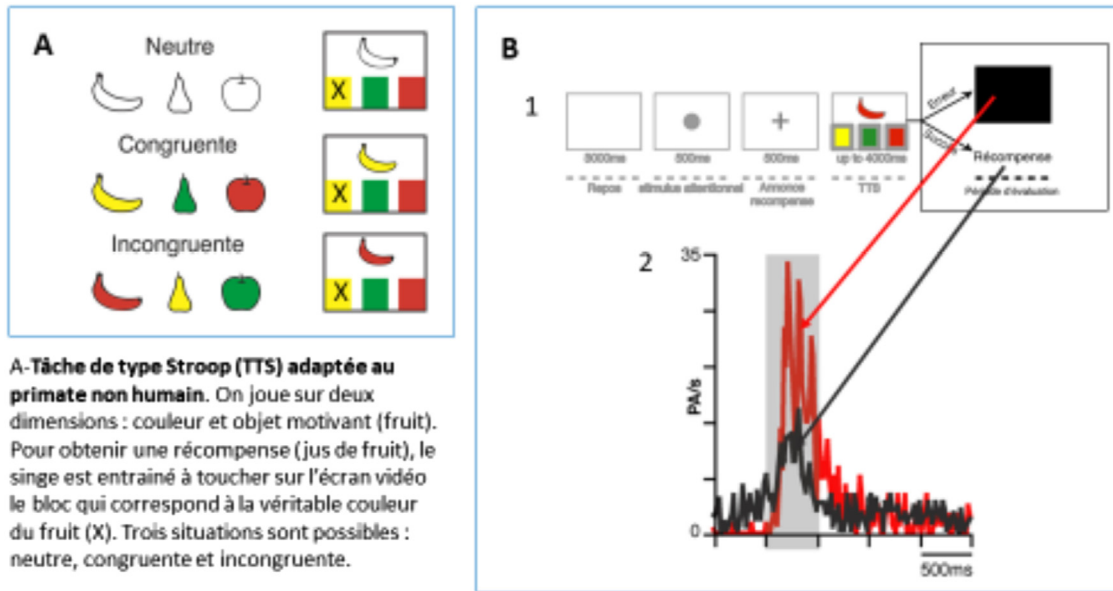 A
Neutre
X
Congruente
X
Incongruente
X
A-Tâche de type Stroop (TTS) adaptée au
primate non humain. On joue sur deux
dimensions : couleur et objet motivant (fruit).
Pour obtenir une récompense (jus de fruit), le
singe est entrainé à toucher sur l'écran vidéo
le bloc qui correspond à la véritable couleur
du fruit (X). Trois situations sont possibles :
neutre, congruente et incongruente.
B
1
Erreur
Succès
3000ms
500ms
500ms
up to 4000ms
Récompense
Repos
stimulus attentionnel
Annonce
recompense
TTS
Période d'évaluation
2
35
PA/s
0
500ms